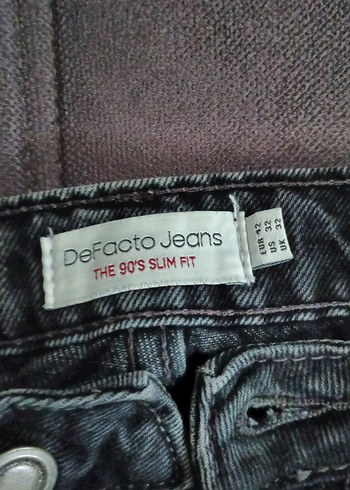 DeFacto Jeans
THE 90'S SLIM FIT
EUR 42
US 32
UK 32